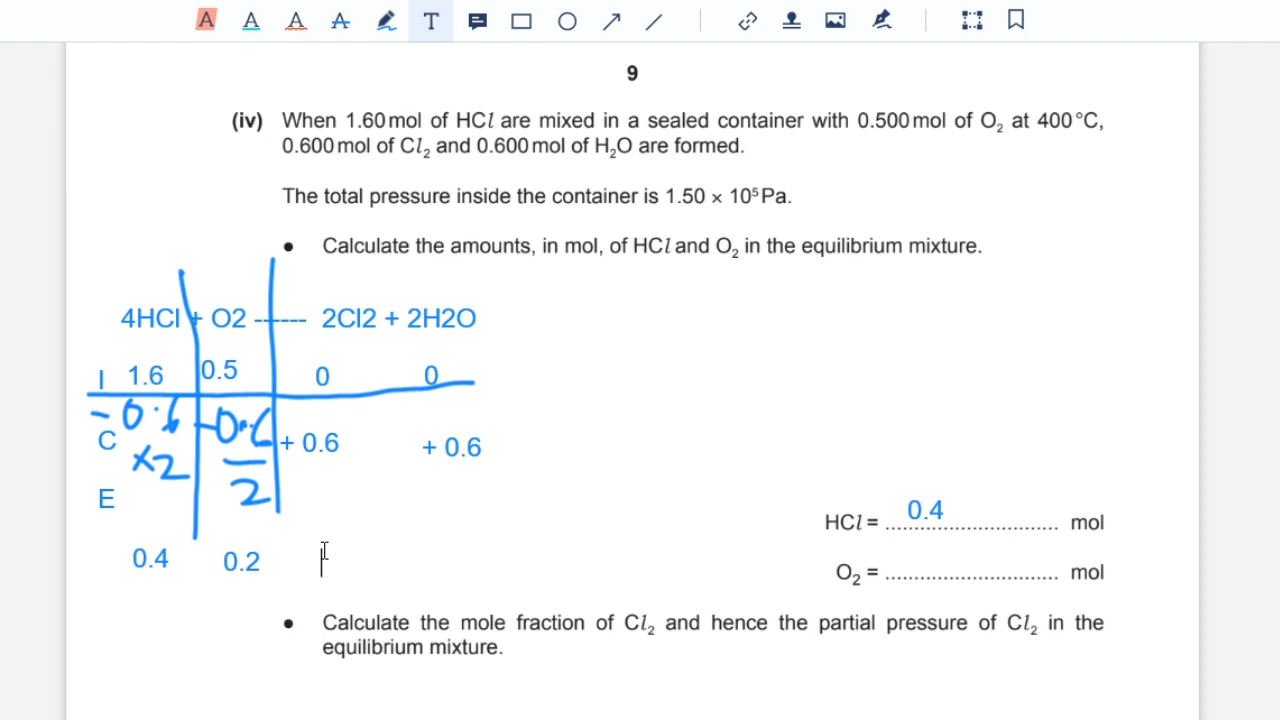 A A A A T
9
(iv) When 1.60 mol of HCl are mixed in a sealed container with 0.500 mol of O₂ at 400 °C,
0.600 mol of Cl₂ and 0.600 mol of H₂O are formed.
The total pressure inside the container is 1.50 × 10⁵ Pa.
• Calculate the amounts, in mol, of HCl and O₂ in the equilibrium mixture.
4HCl + O2 ------ 2Cl2 + 2H2O
I 1.6 0.5 0 0
-0.6 -0.6
C ×2 2 + 0.6 + 0.6
E
HCl = 0.4 mol
0.4 0.2
O₂ = mol
• Calculate the mole fraction of Cl₂ and hence the partial pressure of Cl₂ in the
equilibrium mixture.